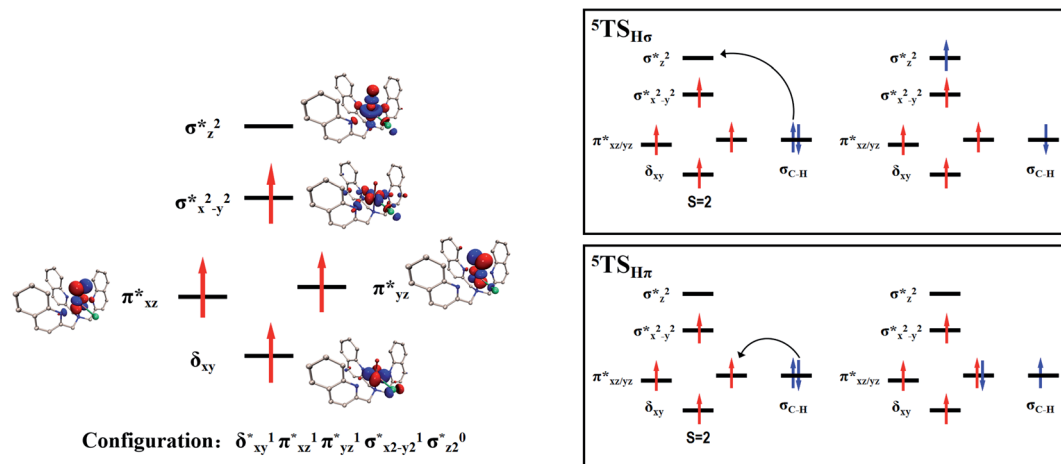 σ*z²
σ*x²-y²
π*xz
π*yz
δxy
Configuration: δ*xy¹ π*xz¹ π*yz¹ σ*x2-y2¹ σ*z2⁰
⁵TSHσ
σ*z²
σ*x²-y²
π*xz/yz
δxy
σC-H
S=2
σ*z²
σ*x²-y²
π*xz/yz
δxy
σC-H
⁵TSHπ
σ*z²
σ*x²-y²
π*xz/yz
δxy
σC-H
S=2
σ*z²
σ*x²-y²
π*xz/yz
δxy
σC-H